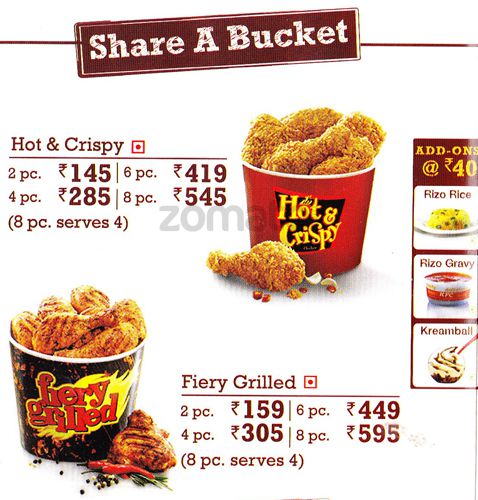 Share A Bucket
Hot & Crispy
2 pc. ₹145 | 6 pc. ₹419
4 pc. ₹285 | 8 pc. ₹545
(8 pc. serves 4)
Hot &
Crispy
Chicken
ADD-ONS
@ ₹40
Rizo Rice
Rizo Gravy
KFC
Kreamball
fiery
grilled
Fiery Grilled
2 pc. ₹159 | 6 pc. ₹449
4 pc. ₹305 | 8 pc. ₹595
(8 pc. serves 4)